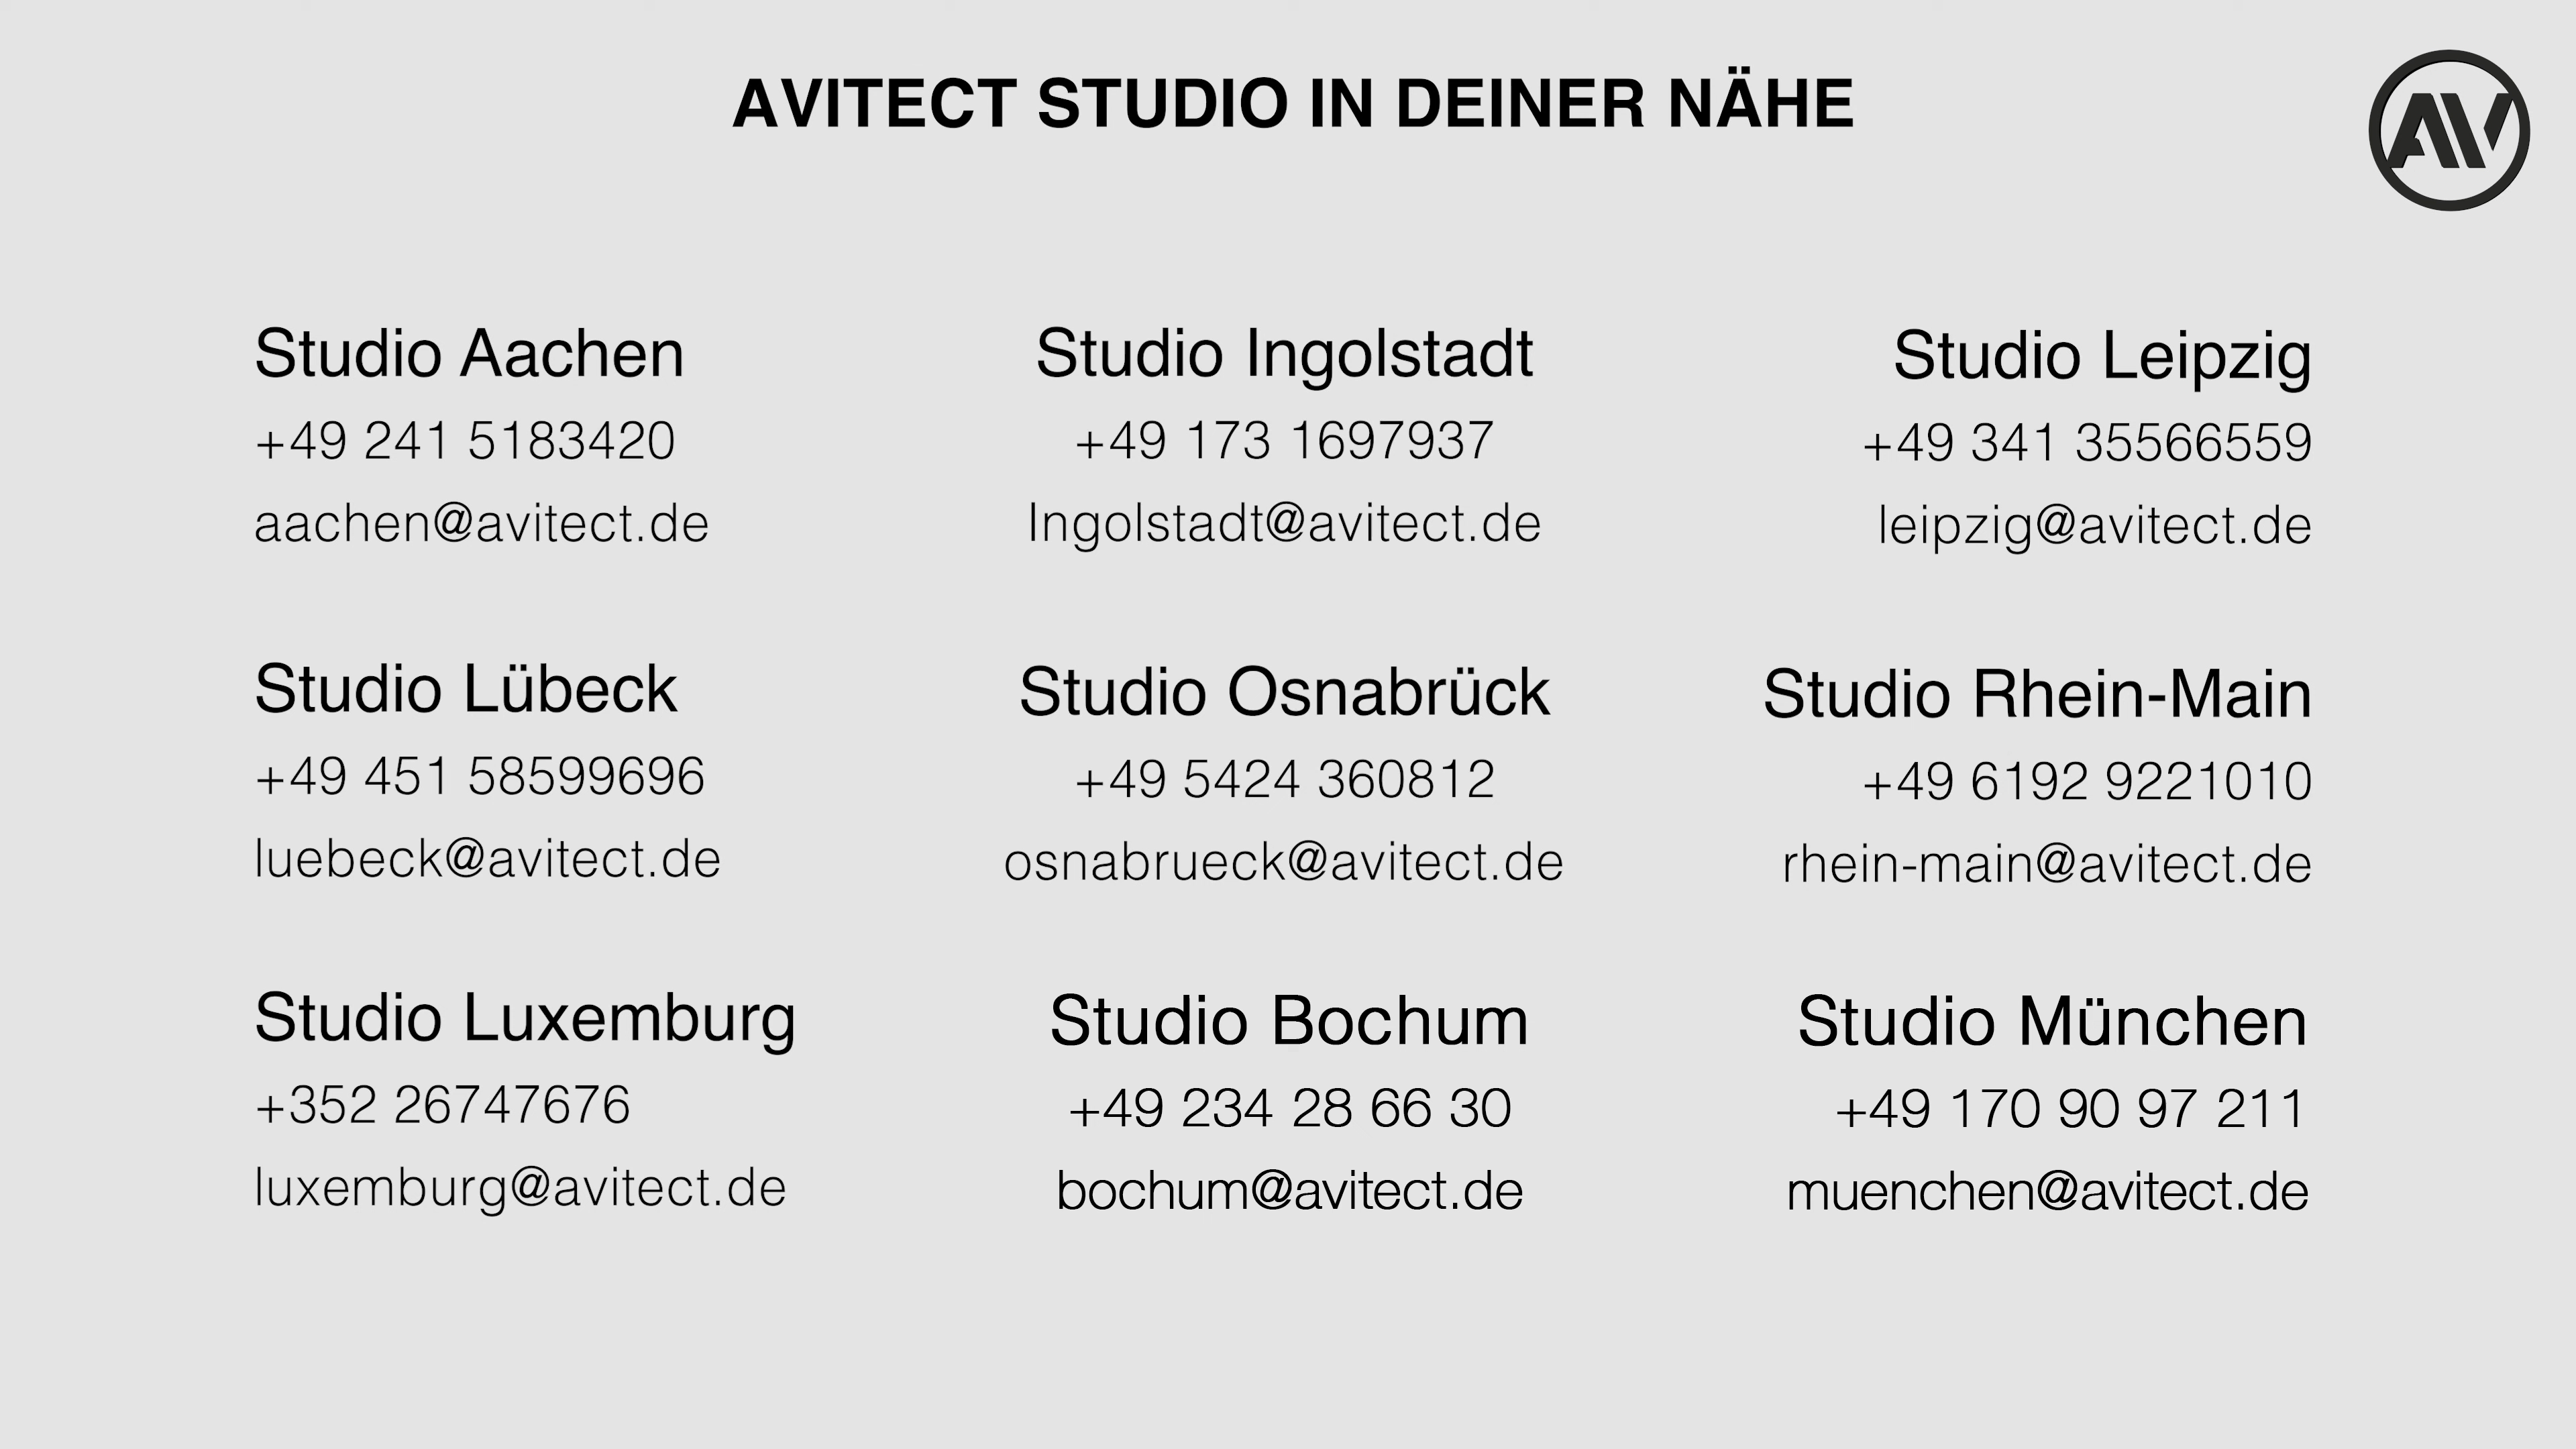 AVITECT STUDIO IN DEINER NÄHE
AV
Studio Aachen
+49 241 5183420
aachen@avitect.de
Studio Ingolstadt
+49 173 1697937
Ingolstadt@avitect.de
Studio Leipzig
+49 341 35566559
leipzig@avitect.de
Studio Lübeck
+49 451 58599696
luebeck@avitect.de
Studio Osnabrück
+49 5424 360812
osnabrueck@avitect.de
Studio Rhein-Main
+49 6192 9221010
rhein-main@avitect.de
Studio Luxemburg
+352 26747676
luxemburg@avitect.de
Studio Bochum
+49 234 28 66 30
bochum@avitect.de
Studio München
+49 170 90 97 211
muenchen@avitect.de